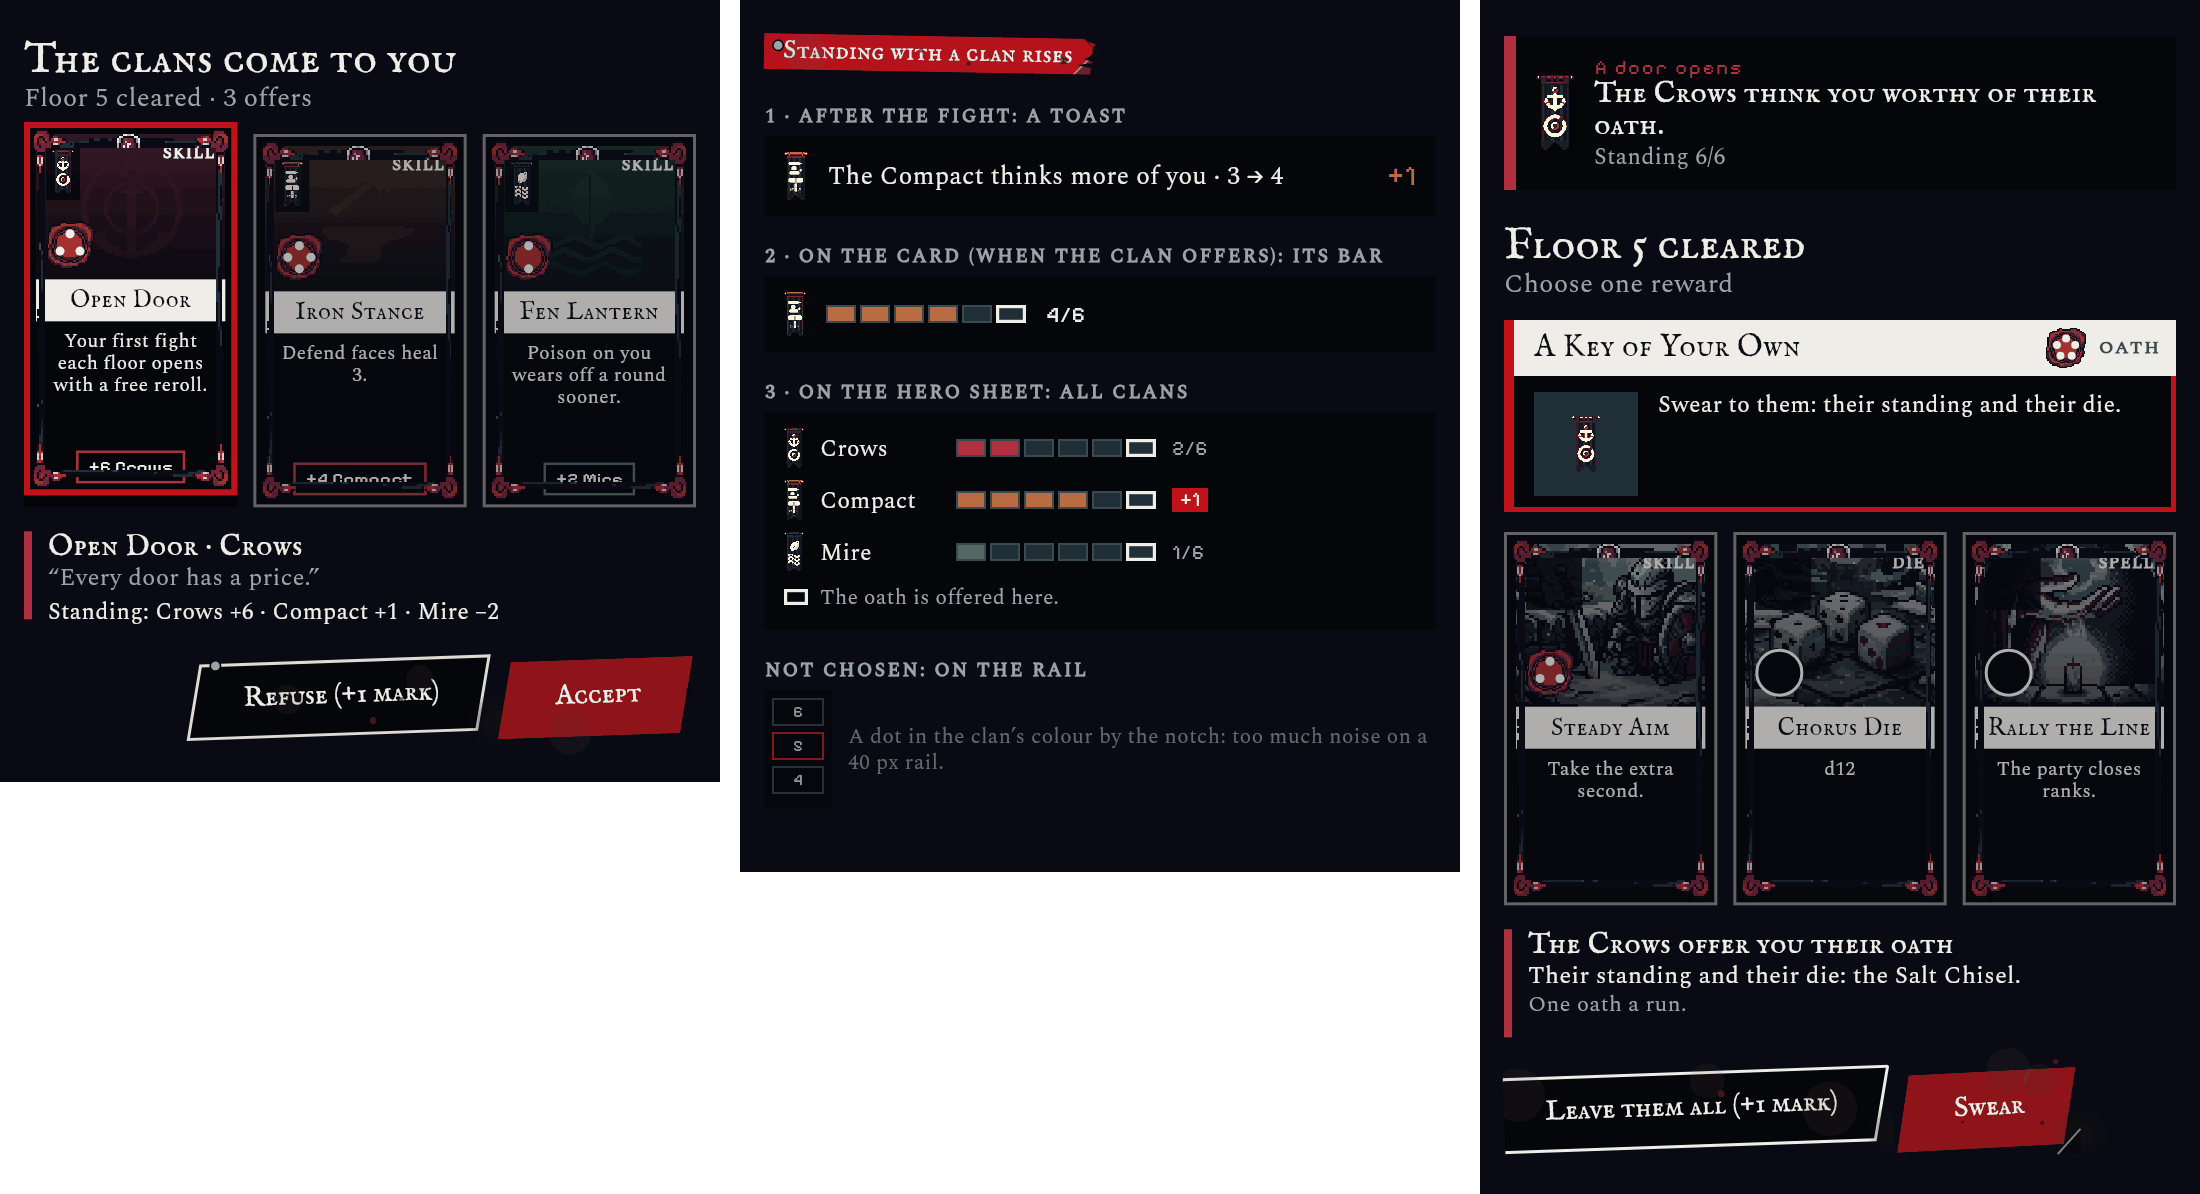 The clans come to you
Floor 5 cleared · 3 offers
SKILL
Open Door
Your first fight
each floor opens
with a free reroll.
+6 Crows
SKILL
Iron Stance
Defend faces heal
3.
+4 Compact
SKILL
Fen Lantern
Poison on you
wears off a round
sooner.
+2 Mire
Open Door · Crows
“Every door has a price.”
Standing: Crows +6 · Compact +1 · Mire −2
Refuse (+1 mark)
Accept
Standing with a clan rises
1 · AFTER THE FIGHT: A TOAST
The Compact thinks more of you · 3 → 4
+1
2 · ON THE CARD (WHEN THE CLAN OFFERS): ITS BAR
4/6
3 · ON THE HERO SHEET: ALL CLANS
Crows
2/6
Compact
+1
Mire
1/6
The oath is offered here.
NOT CHOSEN: ON THE RAIL
6
4
A dot in the clan’s colour by the notch: too much noise on a
40 px rail.
A door opens
The Crows think you worthy of their
oath.
Standing 6/6
Floor 5 cleared
Choose one reward
A Key of Your Own
OATH
Swear to them: their standing and their die.
SKILL
Steady Aim
Take the extra
second.
DIE
Chorus Die
d12
SPELL
Rally the Line
The party closes
ranks.
The Crows offer you their oath
Their standing and their die: the Salt Chisel.
One oath a run.
Leave them all (+1 mark)
Swear